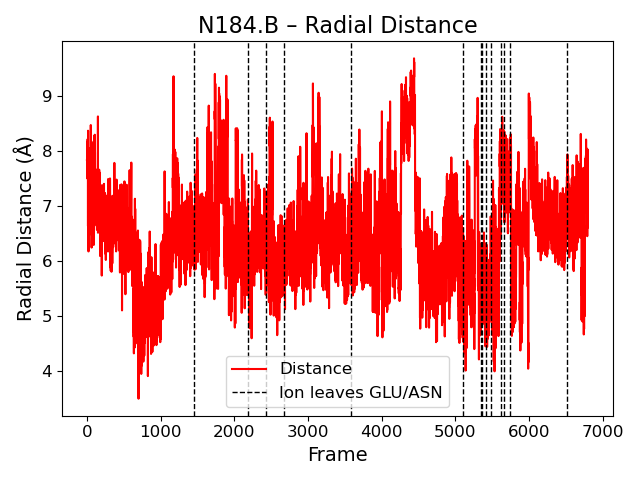 N184.B – Radial Distance
Radial Distance (Å)
9
8
7
6
5
4
Distance
Ion leaves GLU/ASN
0 1000 2000 3000 4000 5000 6000 7000
Frame